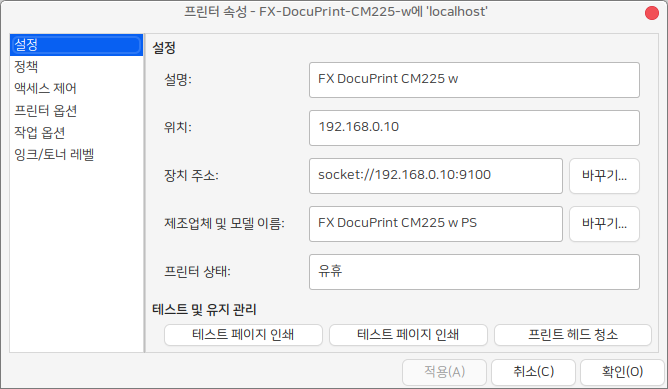 프린터 속성 - FX-DocuPrint-CM225-w에 'localhost'
설정
정책
액세스 제어
프린터 옵션
작업 옵션
잉크/토너 레벨
설정
설명: FX DocuPrint CM225 w
위치: 192.168.0.10
장치 주소: socket://192.168.0.10:9100 바꾸기...
제조업체 및 모델 이름: FX DocuPrint CM225 w PS 바꾸기...
프린터 상태: 유휴
테스트 및 유지 관리
테스트 페이지 인쇄 테스트 페이지 인쇄 프린트 헤드 청소
적용(A) 취소(C) 확인(O)